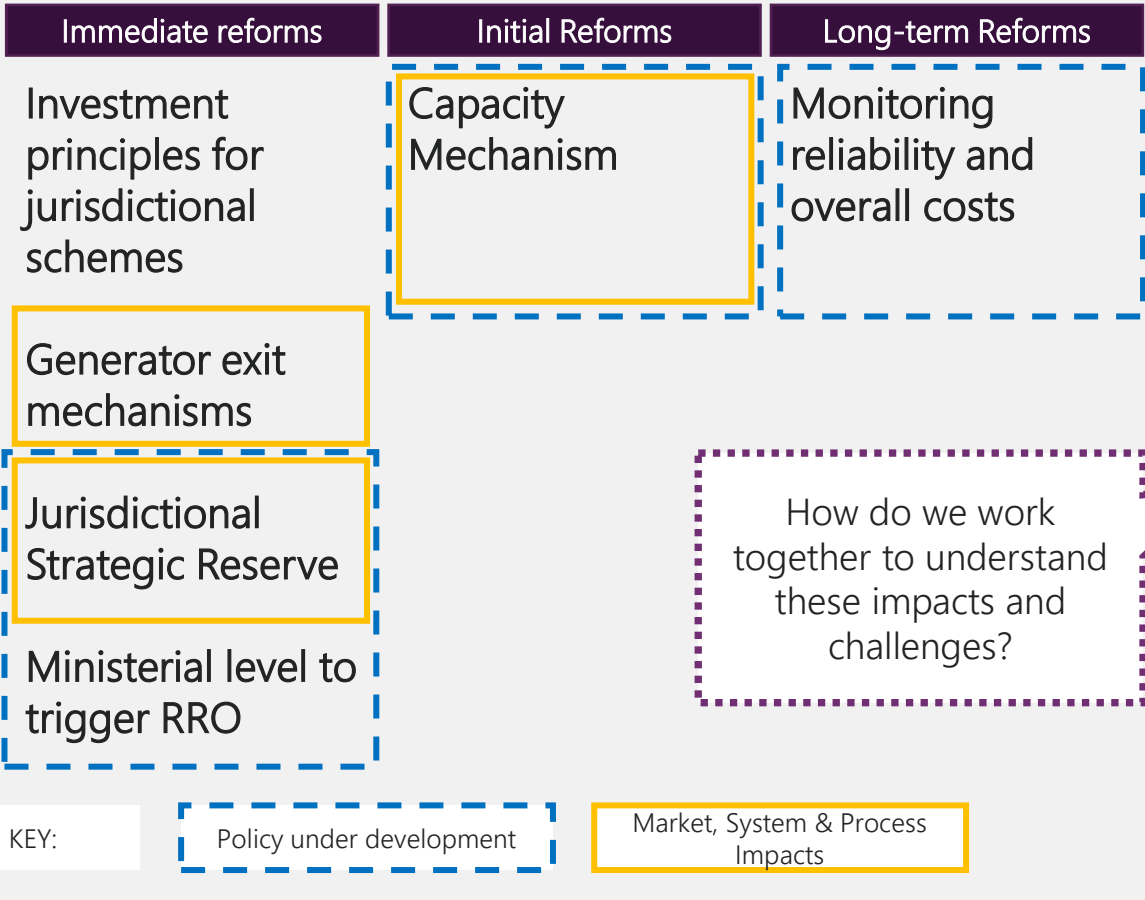 Immediate reforms
Initial Reforms
Long-term Reforms
Investment
principles for
jurisdictional
schemes
Generator exit
mechanisms
Jurisdictional
Strategic Reserve
Ministerial level to
trigger RRO
Capacity
Mechanism
Monitoring
reliability and
overall costs
How do we work
together to understand
these impacts and
challenges?
KEY:
Policy under development
Market, System & Process
Impacts